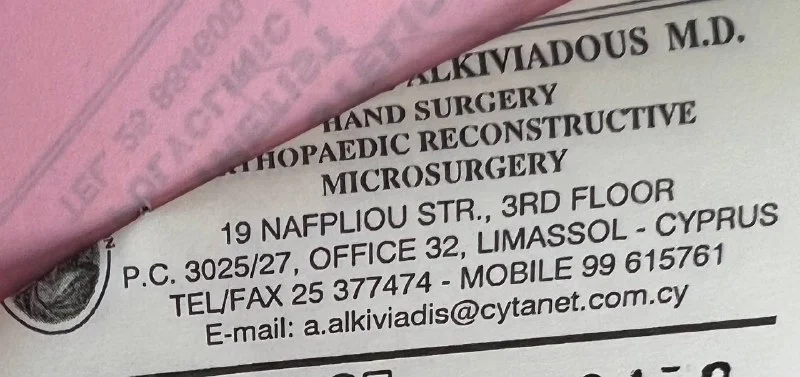 ALKIVIADOUS M.D.
HAND SURGERY
THOPAEDIC RECONSTRUCTIVE
MICROSURGERY
19 NAFPLIOU STR., 3RD FLOOR
P.C. 3025/27, OFFICE 32, LIMASSOL - CYPRUS
TEL/FAX 25 377474 - MOBILE 99 615761
E-mail: a.alkiviadis@cytanet.com.cy